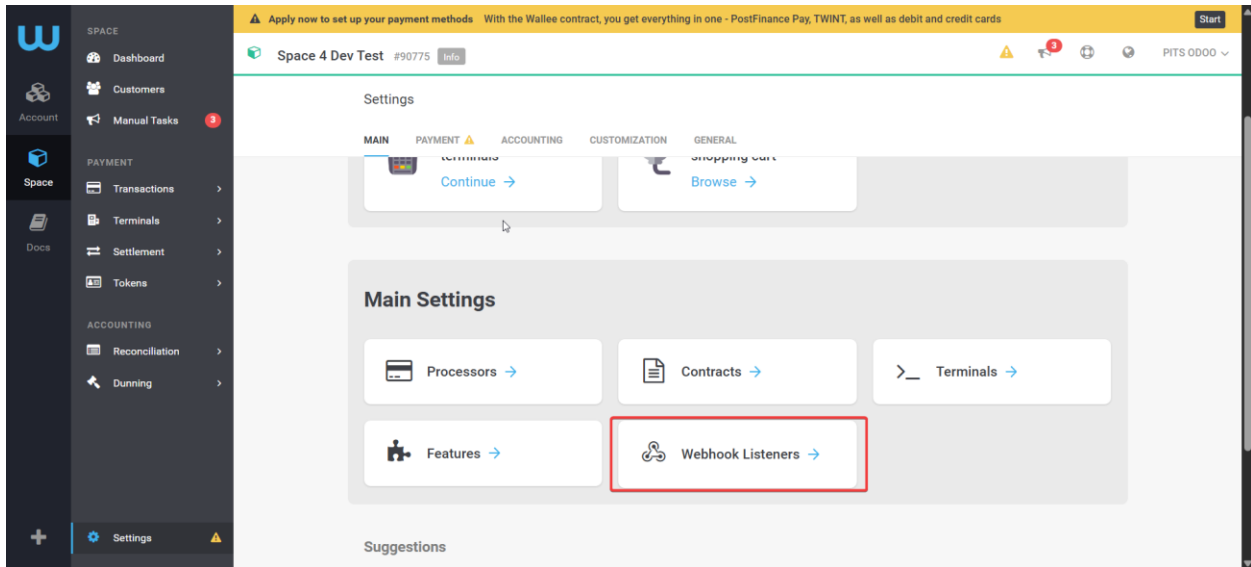 Apply now to set up your payment methods With the Wallee contract, you get everything in one - PostFinance Pay, TWINT, as well as debit and credit cards Start
Account
Space
Docs
SPACE
Dashboard
Customers
Manual Tasks 3
PAYMENT
Transactions
Terminals
Settlement
Tokens
ACCOUNTING
Reconciliation
Dunning
Settings
Space 4 Dev Test #90775 Info
3
PITS ODOO
Settings
MAIN PAYMENT ACCOUNTING CUSTOMIZATION GENERAL
terminals
Continue →
shopping cart
Browse →
Main Settings
Processors →
Contracts →
Terminals →
Features →
Webhook Listeners →
Suggestions